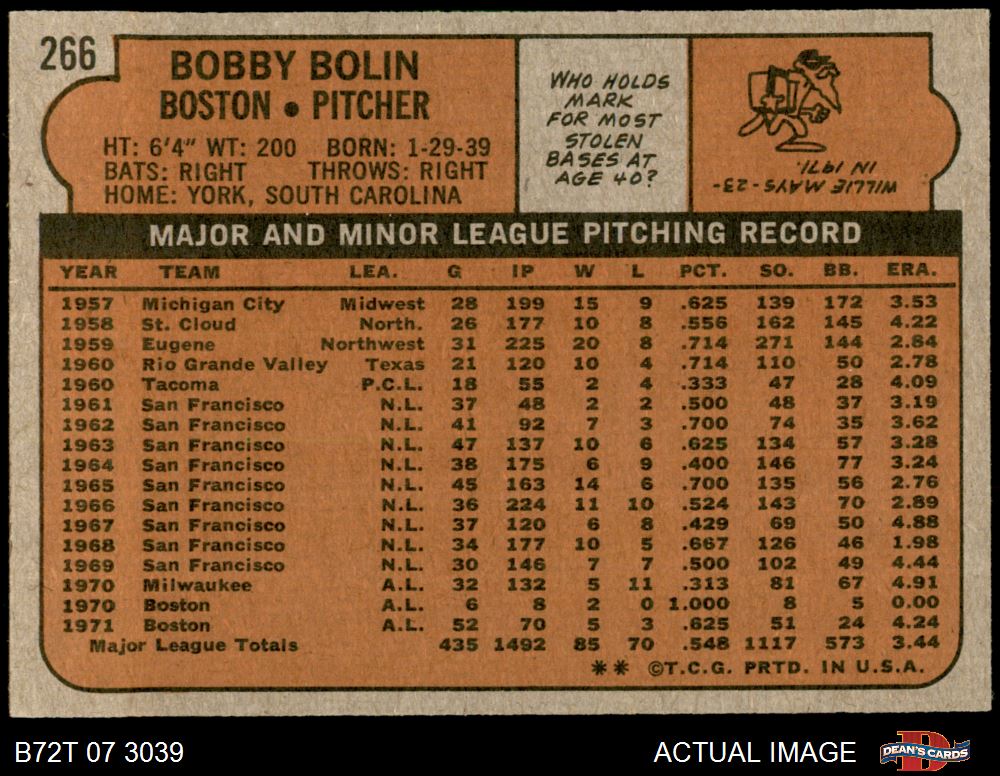 266
BOBBY BOLIN
BOSTON • PITCHER
HT: 6'4" WT: 200 BORN: 1-29-39
BATS: RIGHT THROWS: RIGHT
HOME: YORK, SOUTH CAROLINA
WHO HOLDS
MARK
FOR MOST
STOLEN
BASES AT
AGE 40?
WILLIE MAYS-23-
IN 1971.
MAJOR AND MINOR LEAGUE PITCHING RECORD
YEAR TEAM LEA. G IP W L PCT. SO. BB. ERA.
1957 Michigan City Midwest 28 199 15 9 .625 139 172 3.53
1958 St. Cloud North. 26 177 10 8 .556 162 145 4.22
1959 Eugene Northwest 31 225 20 8 .714 271 144 2.84
1960 Rio Grande Valley Texas 21 120 10 4 .714 110 50 2.78
1960 Tacoma P.C.L. 18 55 2 4 .333 47 28 4.09
1961 San Francisco N.L. 37 48 2 2 .500 48 37 3.19
1962 San Francisco N.L. 41 92 7 3 .700 74 35 3.62
1963 San Francisco N.L. 47 137 10 6 .625 134 57 3.28
1964 San Francisco N.L. 38 175 6 9 .400 146 77 3.24
1965 San Francisco N.L. 45 163 14 6 .700 135 56 2.76
1966 San Francisco N.L. 36 224 11 10 .524 143 70 2.89
1967 San Francisco N.L. 37 120 6 8 .429 69 50 4.88
1968 San Francisco N.L. 34 177 10 5 .667 126 46 1.98
1969 San Francisco N.L. 30 146 7 7 .500 102 49 4.44
1970 Milwaukee A.L. 32 132 5 11 .313 81 67 4.91
1970 Boston A.L. 6 8 2 0 1.000 8 5 0.00
1971 Boston A.L. 52 70 5 3 .625 51 24 4.24
Major League Totals 435 1492 85 70 .548 1117 573 3.44
** ©T.C.G. PRTD. IN U.S.A.
B72T 07 3039
ACTUAL IMAGE
DEAN'S CARDS